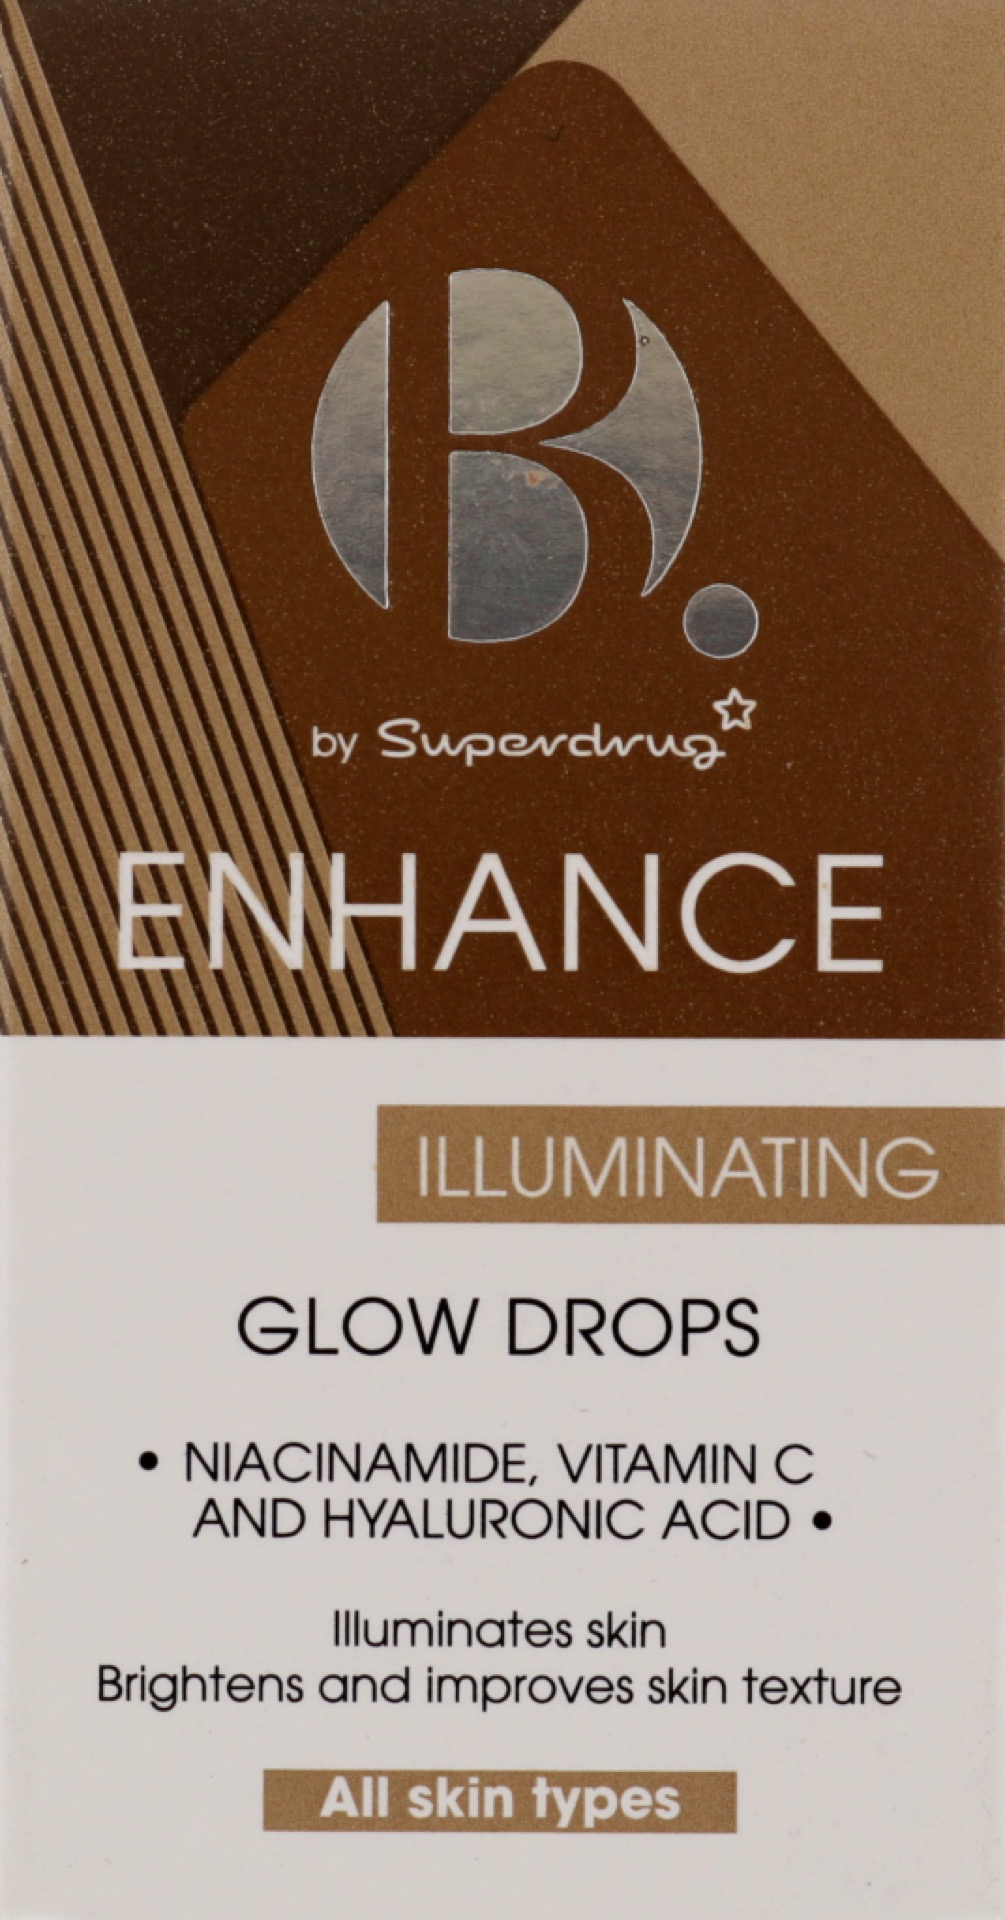 B.
by Superdrug
ENHANCE
ILLUMINATING
GLOW DROPS
• NIACINAMIDE, VITAMIN C
AND HYALURONIC ACID •
Illuminates skin
Brightens and improves skin texture
All skin types